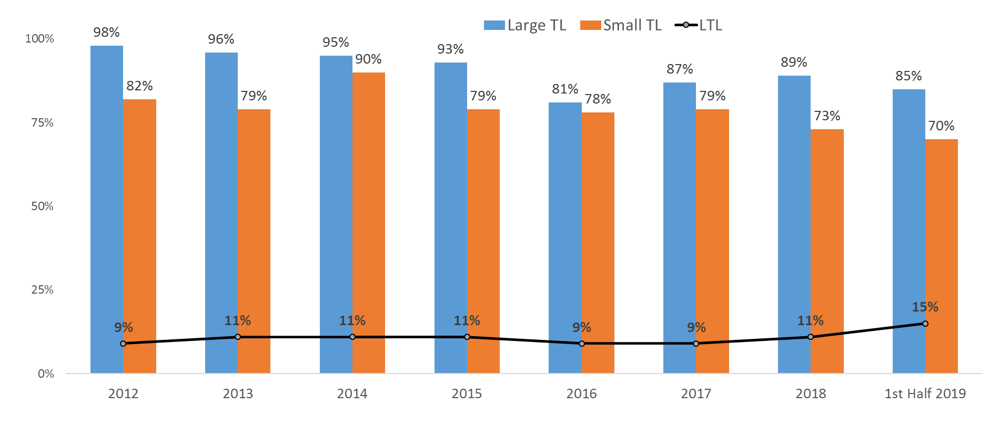 Large TL Small TL LTL
98% 96% 95% 93% 81% 87% 89% 85%
82% 79% 90% 79% 78% 79% 73% 70%
9% 11% 11% 11% 9% 9% 11% 15%
100%
75%
50%
25%
0%
2012 2013 2014 2015 2016 2017 2018 1st Half 2019